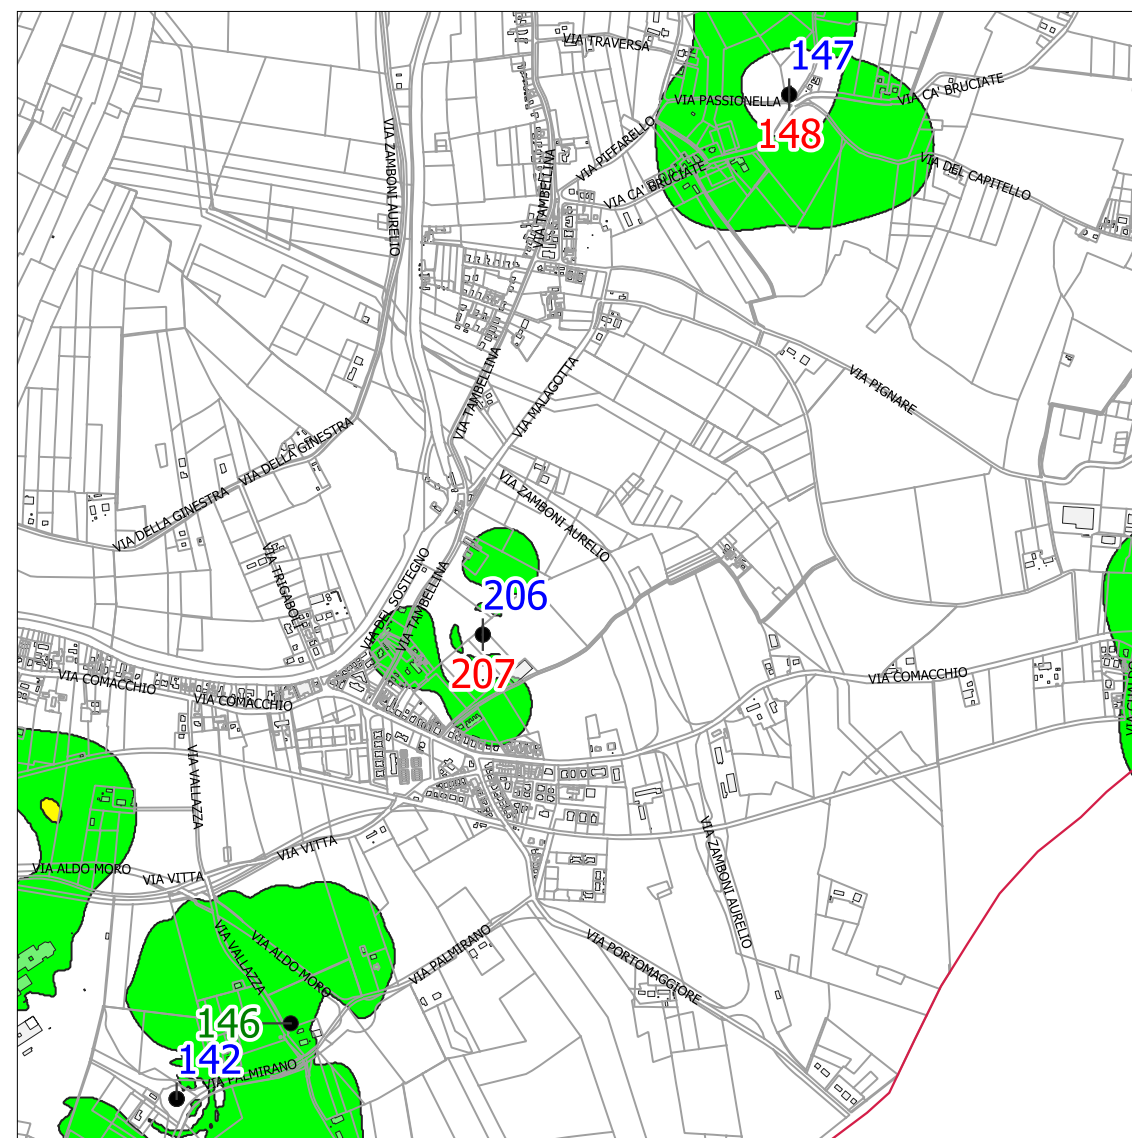 VIA TRAVERSA
147
VIA PASSIONELLA
VIA CA' BRUCIATE
148
VIA PIFFARELLO
VIA ZAMBONI AURELIO
VIA TAMBELLINA
VIA CA' BRUCIATE
VIA DEL CAPITELLO
VIA TAMBELLINA
VIA MALAGOTTA
VIA PIGNARE
VIA DELLA GINESTRA
VIA DELLA GINESTRA
VIA ZAMBONI AURELIO
VIA TRIGABOLI
VIA DEL SOSTEGNO
VIA TAMBELLINA
206
207
VIA COMACCHIO
VIA COMACCHIO
VIA COMACCHIO
VIA GUALDO
VIA VALLAZZA
VIA VITTA
VIA ALDO MORO
VIA VITTA
VIA ZAMBONI AURELIO
VIA VALLAZZA
VIA ALDO MORO
VIA PALMIRANO
VIA PORTOMAGGIORE
146
142
VIA PALMIRANO